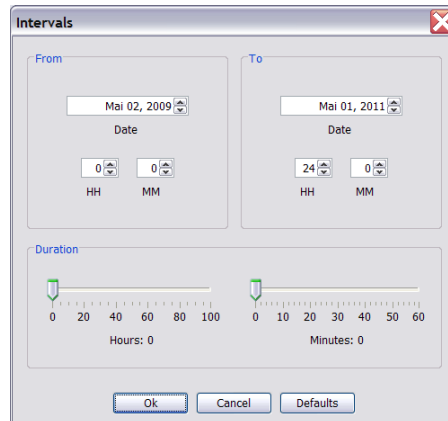 Intervals
From
To
Mai 02, 2009
Mai 01, 2011
Date
Date
0
0
24
0
HH
MM
HH
MM
Duration
0 20 40 60 80 100
0 10 20 30 40 50 60
Hours: 0
Minutes: 0
Ok
Cancel
Defaults